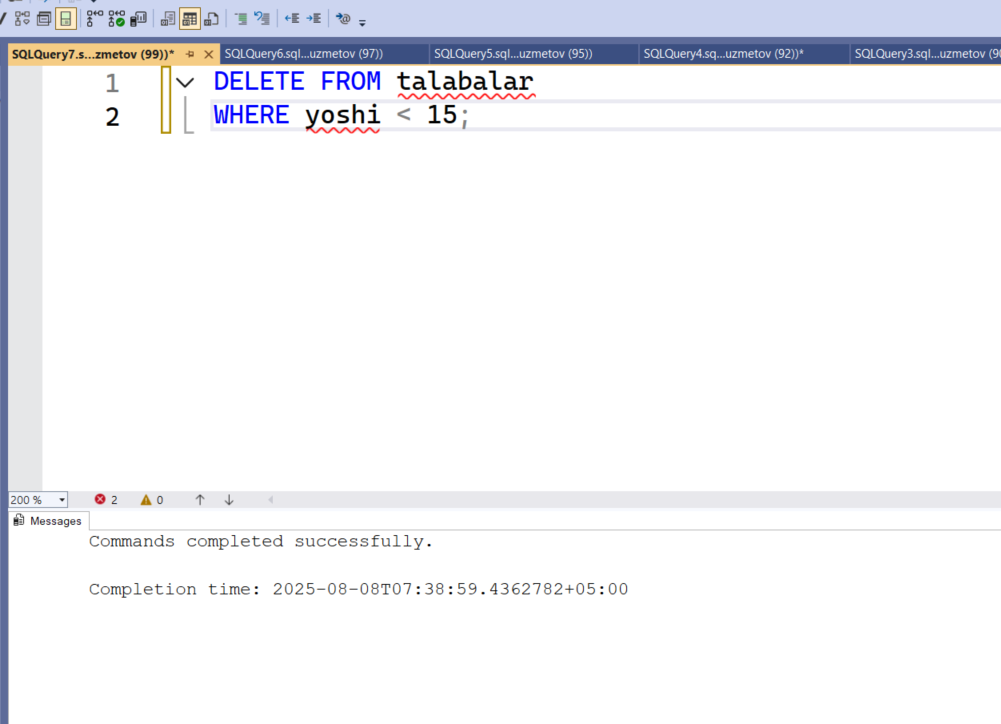 SQLQuery7.s...zmetov (99))*
SQLQuery6.sql...uzmetov (97))
SQLQuery5.sql...uzmetov (95))
SQLQuery4.sq...uzmetov (92))*
SQLQuery3.sql...uzmetov (90
1 DELETE FROM talabalar
2 WHERE yoshi < 15;
200 %
2
0
Messages
Commands completed successfully.
Completion time: 2025-08-08T07:38:59.4362782+05:00